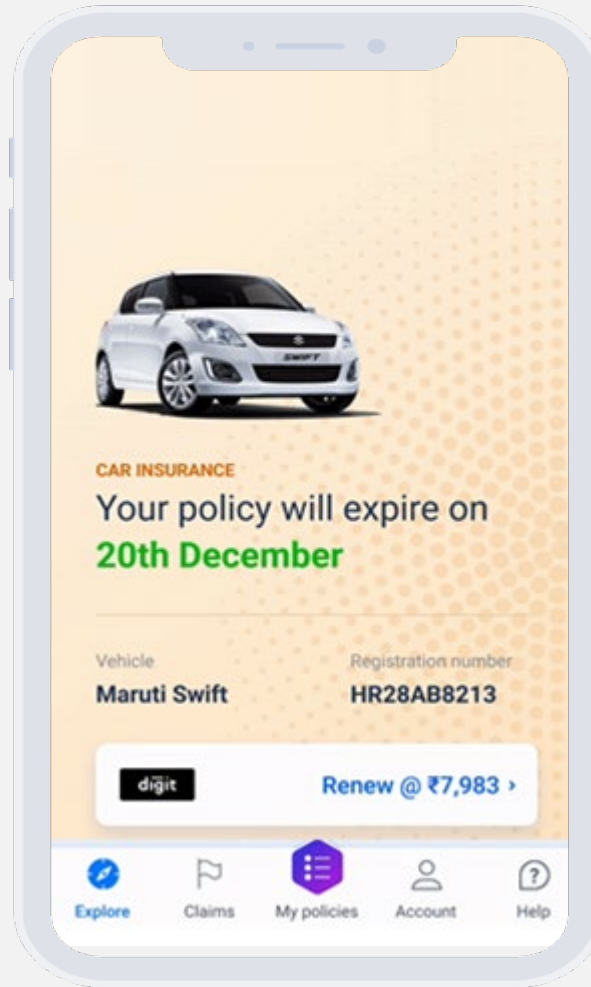 SWIFT
CAR INSURANCE
Your policy will expire on
20th December
Vehicle
Registration number
Maruti Swift
HR28AB8213
digit
Renew @ ₹7,983 ›
Explore
Claims
My policies
Account
Help